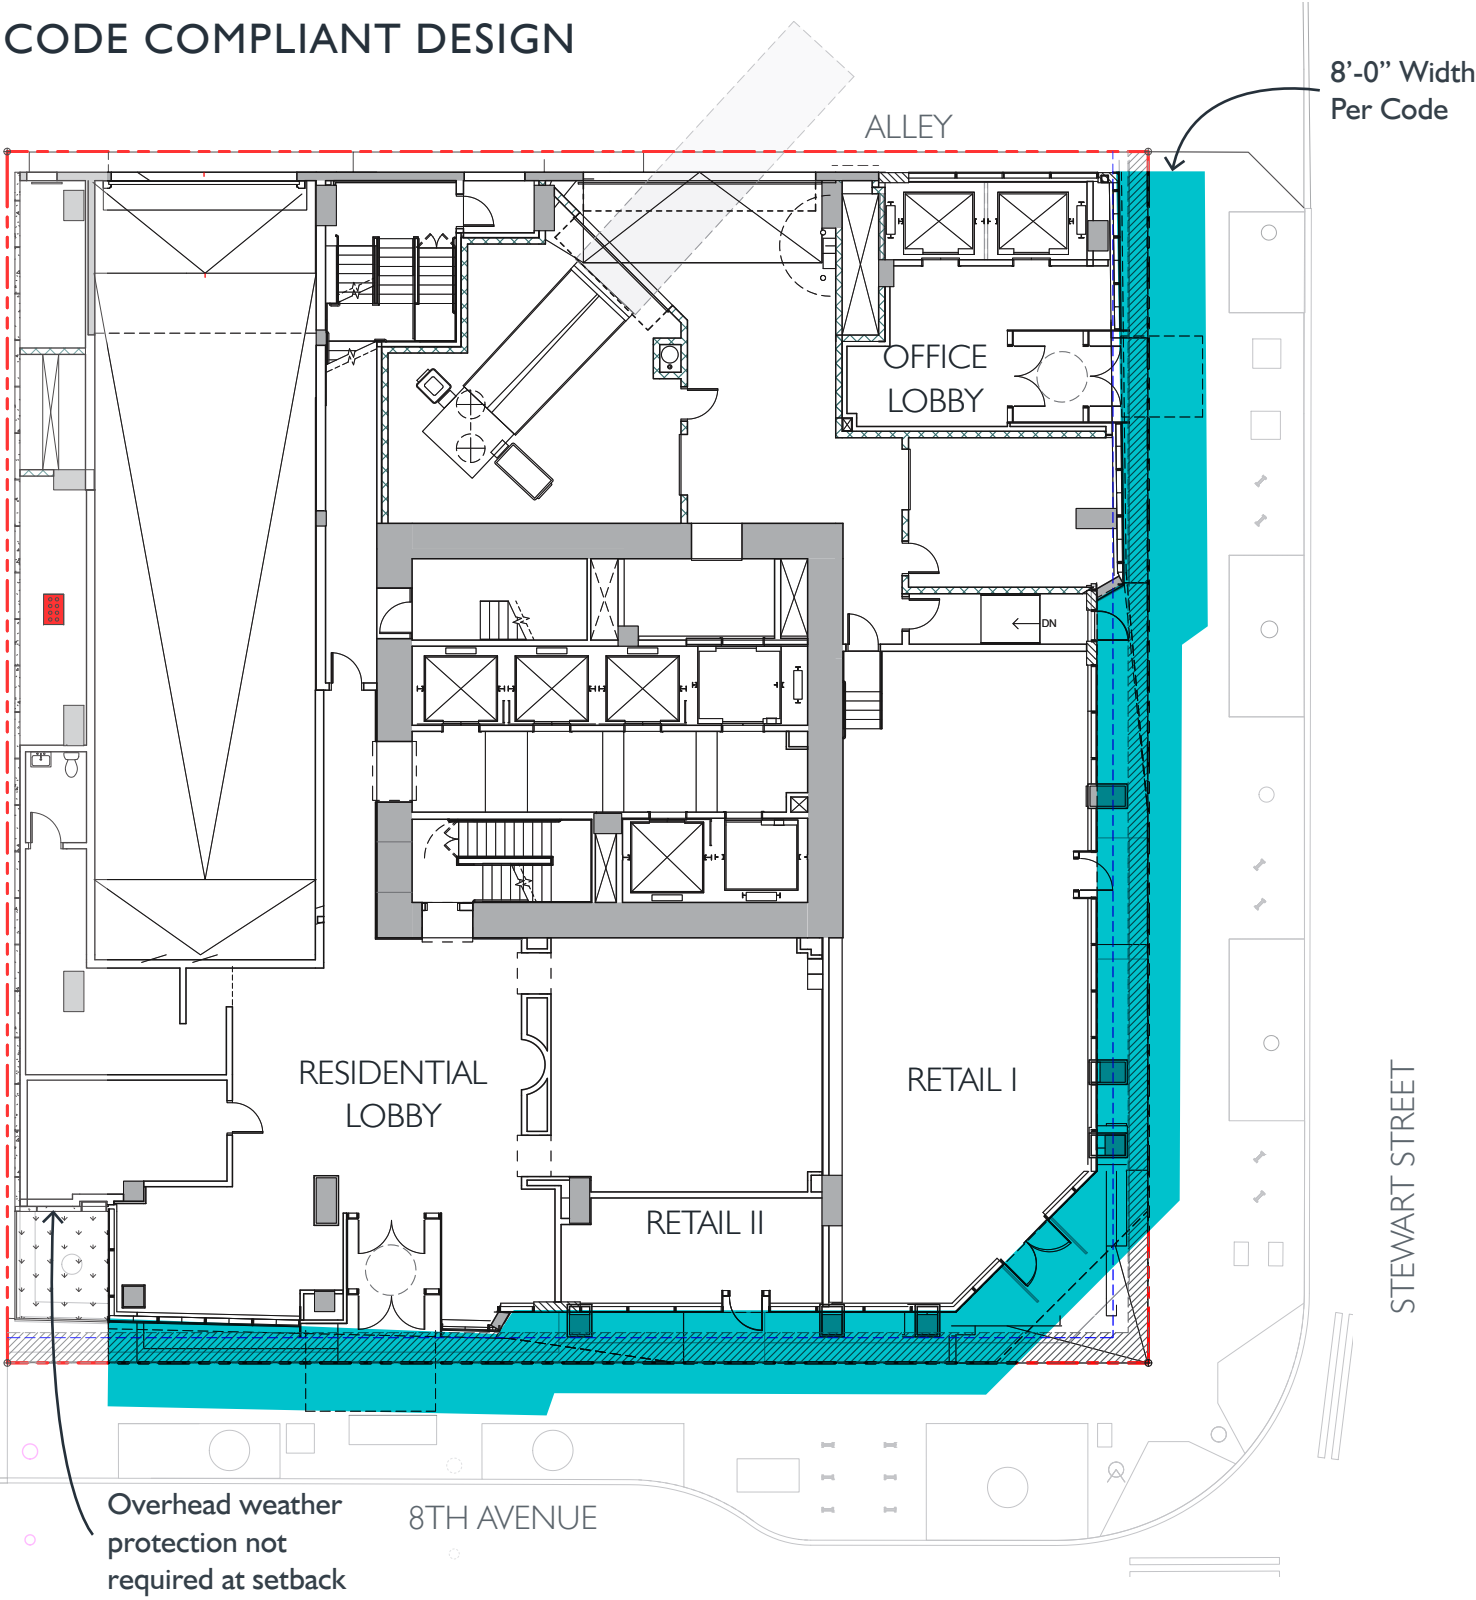 CODE COMPLIANT DESIGN
8’-0” Width
Per Code
ALLEY
OFFICE
LOBBY
DN
RESIDENTIAL
LOBBY
RETAIL I
RETAIL II
STEWART STREET
8TH AVENUE
Overhead weather
protection not
required at setback